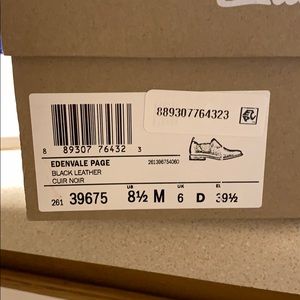 889307764323
8 89307 76432 3
EDENVALE PAGE
261396754060
BLACK LEATHER
CUIR NOIR
US UK EU
261 39675 8½ M 6 D 39½